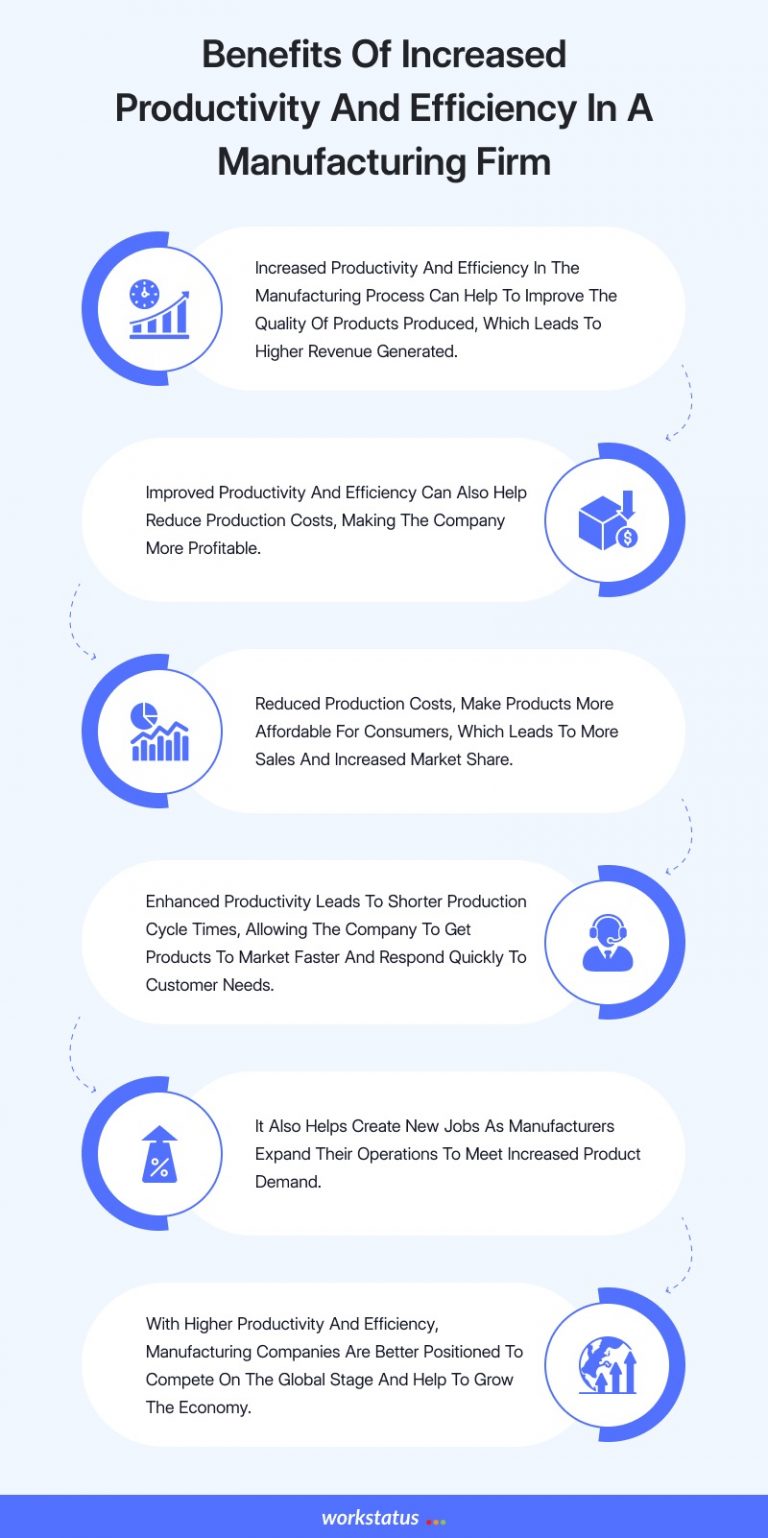 Benefits Of Increased
Productivity And Efficiency In A
Manufacturing Firm
Increased Productivity And Efficiency In The
Manufacturing Process Can Help To Improve The
Quality Of Products Produced, Which Leads To
Higher Revenue Generated.
Improved Productivity And Efficiency Can Also Help
Reduce Production Costs, Making The Company
More Profitable.
$
Reduced Production Costs, Make Products More
Affordable For Consumers, Which Leads To More
Sales And Increased Market Share.
Enhanced Productivity Leads To Shorter Production
Cycle Times, Allowing The Company To Get
Products To Market Faster And Respond Quickly To
Customer Needs.
%
It Also Helps Create New Jobs As Manufacturers
Expand Their Operations To Meet Increased Product
Demand.
With Higher Productivity And Efficiency,
Manufacturing Companies Are Better Positioned To
Compete On The Global Stage And Help To Grow
The Economy.
workstatus